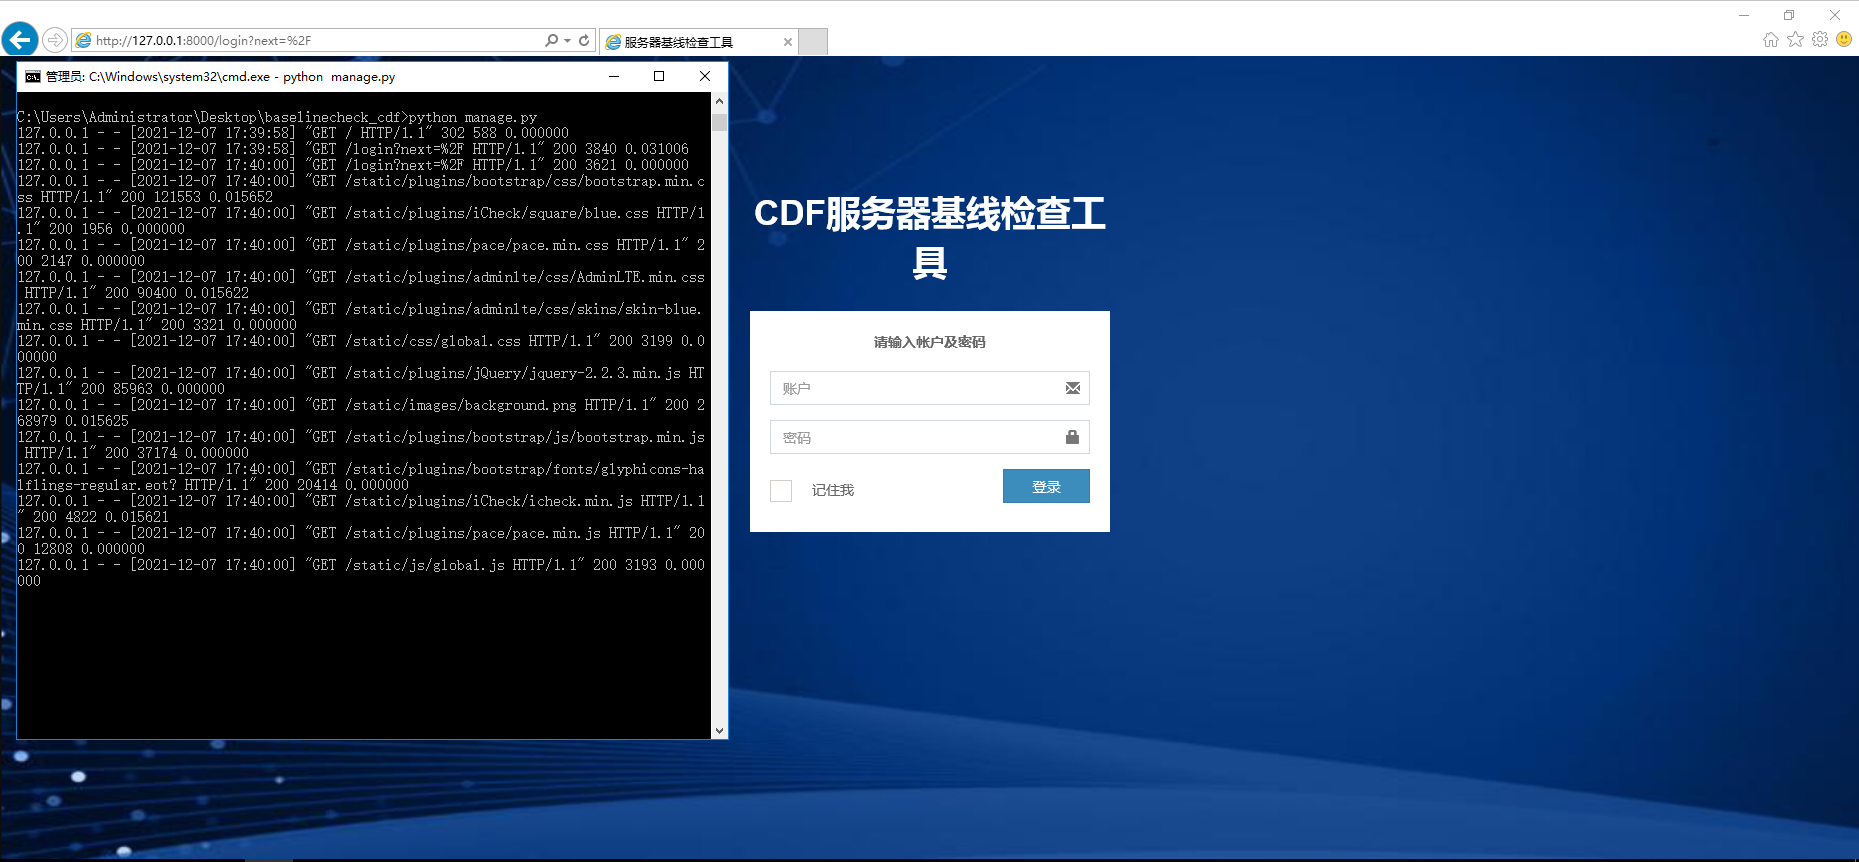 http://127.0.0.1:8000/login?next=%2F
服务器基线检查工具
管理员: C:\Windows\system32\cmd.exe - python  manage.py
C:\Users\Administrator\Desktop\baselinecheck_cdf>python manage.py
127.0.0.1 - - [2021-12-07 17:39:58] "GET / HTTP/1.1" 302 588 0.000000
127.0.0.1 - - [2021-12-07 17:39:58] "GET /login?next=%2F HTTP/1.1" 200 3840 0.031006
127.0.0.1 - - [2021-12-07 17:40:00] "GET /login?next=%2F HTTP/1.1" 200 3621 0.000000
127.0.0.1 - - [2021-12-07 17:40:00] "GET /static/plugins/bootstrap/css/bootstrap.min.c
ss HTTP/1.1" 200 121553 0.015652
127.0.0.1 - - [2021-12-07 17:40:00] "GET /static/plugins/iCheck/square/blue.css HTTP/1
.1" 200 1956 0.000000
127.0.0.1 - - [2021-12-07 17:40:00] "GET /static/plugins/pace/pace.min.css HTTP/1.1" 2
00 2147 0.000000
127.0.0.1 - - [2021-12-07 17:40:00] "GET /static/plugins/adminlte/css/AdminLTE.min.css
 HTTP/1.1" 200 90400 0.015622
127.0.0.1 - - [2021-12-07 17:40:00] "GET /static/plugins/adminlte/css/skins/skin-blue.
min.css HTTP/1.1" 200 3321 0.000000
127.0.0.1 - - [2021-12-07 17:40:00] "GET /static/css/global.css HTTP/1.1" 200 3199 0.0
00000
127.0.0.1 - - [2021-12-07 17:40:00] "GET /static/plugins/jQuery/jquery-2.2.3.min.js HT
TP/1.1" 200 85963 0.000000
127.0.0.1 - - [2021-12-07 17:40:00] "GET /static/images/background.png HTTP/1.1" 200 2
68979 0.015625
127.0.0.1 - - [2021-12-07 17:40:00] "GET /static/plugins/bootstrap/js/bootstrap.min.js
 HTTP/1.1" 200 37174 0.000000
127.0.0.1 - - [2021-12-07 17:40:00] "GET /static/plugins/bootstrap/fonts/glyphicons-ha
lflings-regular.eot? HTTP/1.1" 200 20414 0.000000
127.0.0.1 - - [2021-12-07 17:40:00] "GET /static/plugins/iCheck/icheck.min.js HTTP/1.1
" 200 4822 0.015621
127.0.0.1 - - [2021-12-07 17:40:00] "GET /static/plugins/pace/pace.min.js HTTP/1.1" 20
0 12808 0.000000
127.0.0.1 - - [2021-12-07 17:40:00] "GET /static/js/global.js HTTP/1.1" 200 3193 0.000
000
CDF服务器基线检查工
具
请输入帐户及密码
账户
密码
记住我
登录